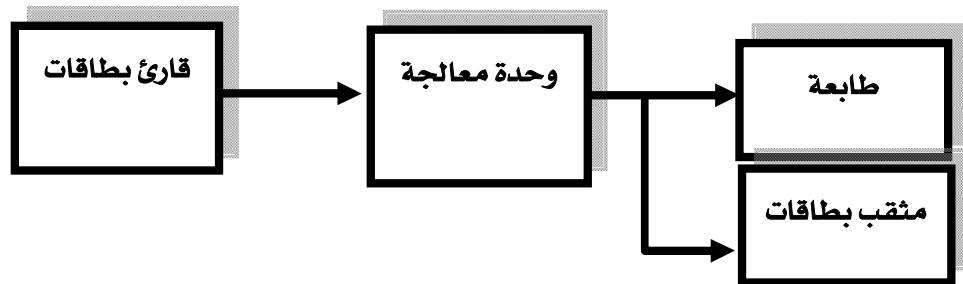 قارئ بطاقات
وحدة معالجة
طابعة
مثقب بطاقات